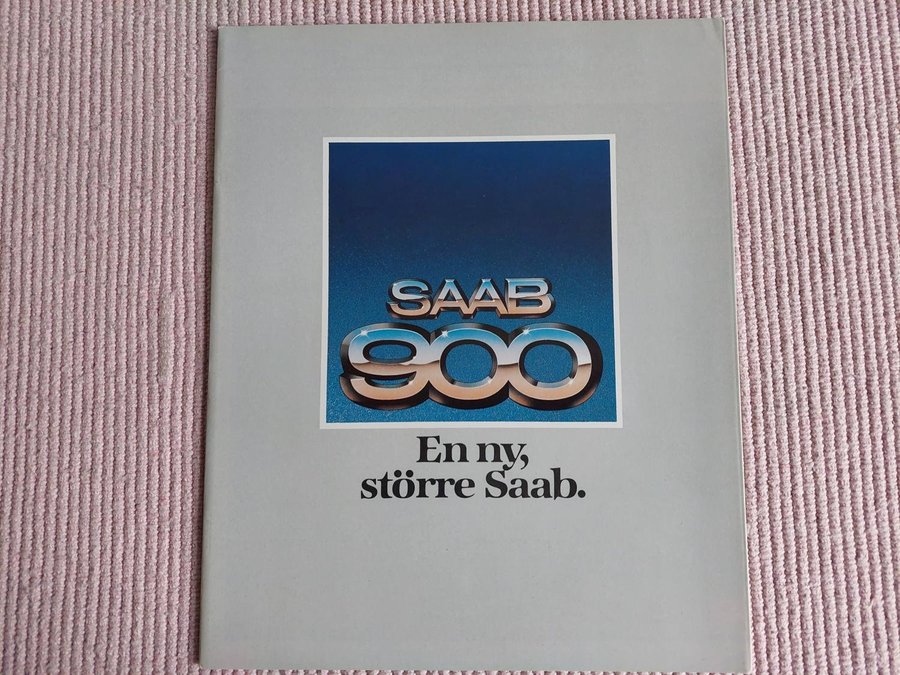 SAAB
900
En ny,
större Saab.